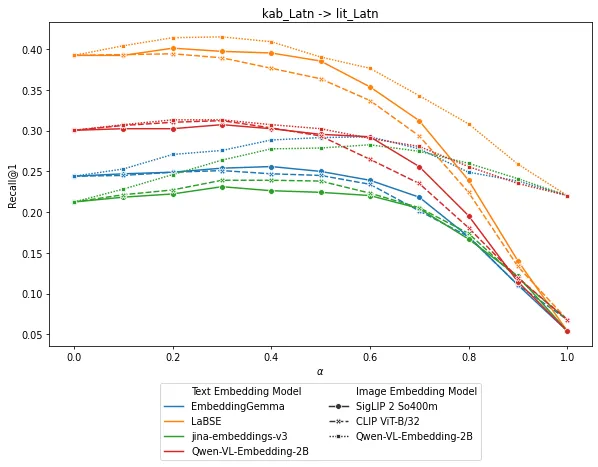 kab_Latn -> lit_Latn
Recall@1
0.40
0.35
0.30
0.25
0.20
0.15
0.10
0.05
0.0 0.2 0.4 0.6 0.8 1.0
α
Text Embedding Model Image Embedding Model
EmbeddingGemma SigLIP 2 So400m
LaBSE CLIP ViT-B/32
jina-embeddings-v3 Qwen-VL-Embedding-2B
Qwen-VL-Embedding-2B